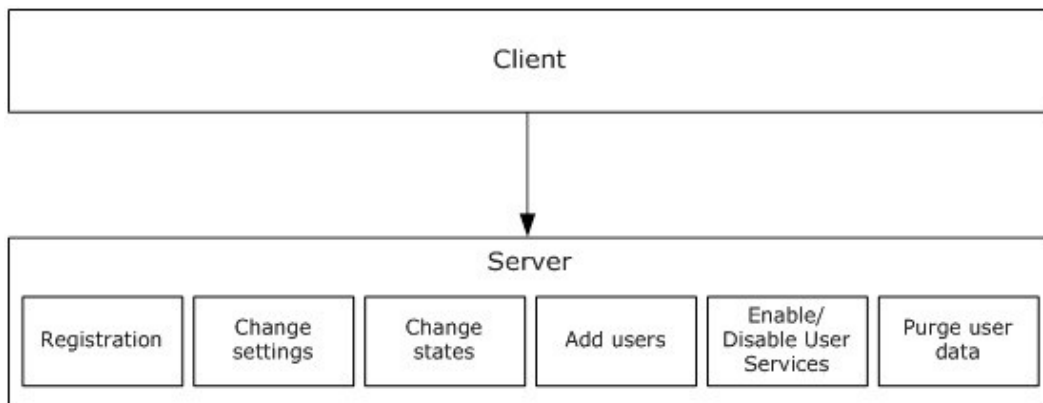 Client
Server
Registration
Change
settings
Change
states
Add users
Enable/
Disable User
Services
Purge user
data